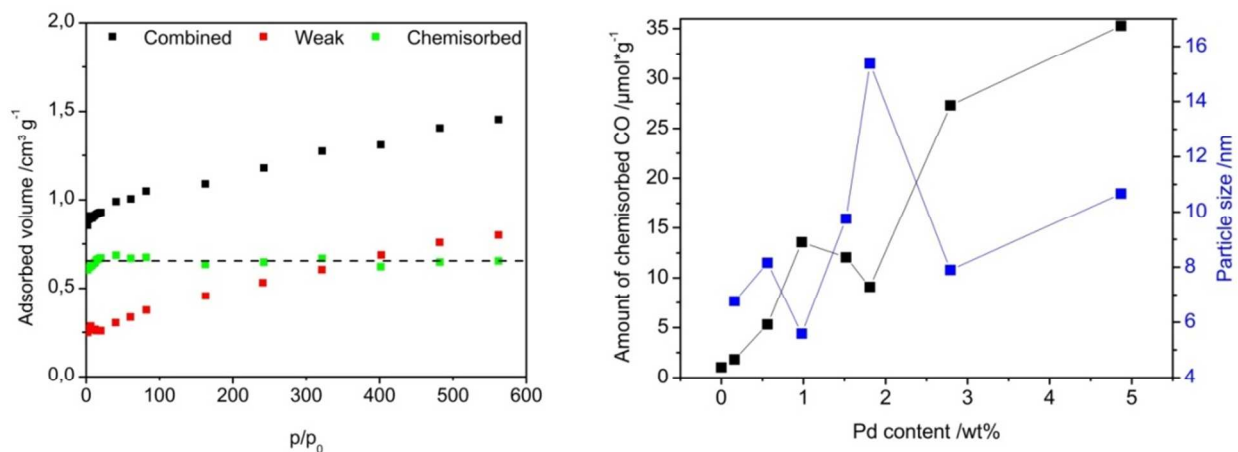 2,0
Combined Weak Chemisorbed
1,5
1,0
0,5
0,0
Adsorbed volume /cm³ g⁻¹
0 100 200 300 400 500 600
p/p₀
35
30
25
20
15
10
5
0
Amount of chemisorbed CO /µmol*g⁻¹
16
14
12
10
8
6
4
Particle size /nm
0 1 2 3 4 5
Pd content /wt%